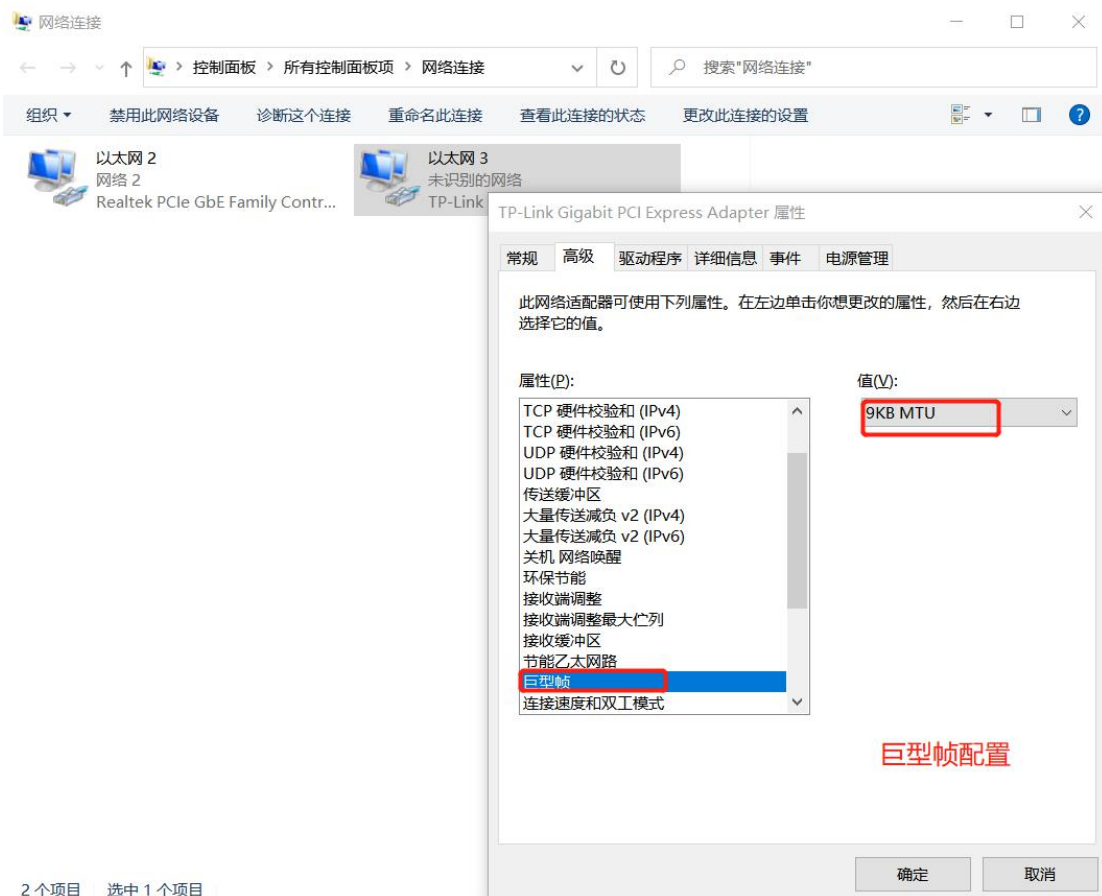 网络连接
控制面板 > 所有控制面板项 > 网络连接
搜索"网络连接"
组织 禁用此网络设备 诊断这个连接 重命名此连接 查看此连接的状态 更改此连接的设置
以太网 2
网络 2
Realtek PCIe GbE Family Contr...
以太网 3
未识别的网络
TP-Link
TP-Link Gigabit PCI Express Adapter 属性
常规 高级 驱动程序 详细信息 事件 电源管理
此网络适配器可使用下列属性。在左边单击你想更改的属性，然后在右边
选择它的值。
属性(P):
TCP 硬件校验和 (IPv4)
TCP 硬件校验和 (IPv6)
UDP 硬件校验和 (IPv4)
UDP 硬件校验和 (IPv6)
传送缓冲区
大量传送减负 v2 (IPv4)
大量传送减负 v2 (IPv6)
关机 网络唤醒
环保节能
接收端调整
接收端调整最大伫列
接收缓冲区
节能乙太网路
巨型帧
连接速度和双工模式
值(V):
9KB MTU
巨型帧配置
确定 取消
2 个项目 选中 1 个项目